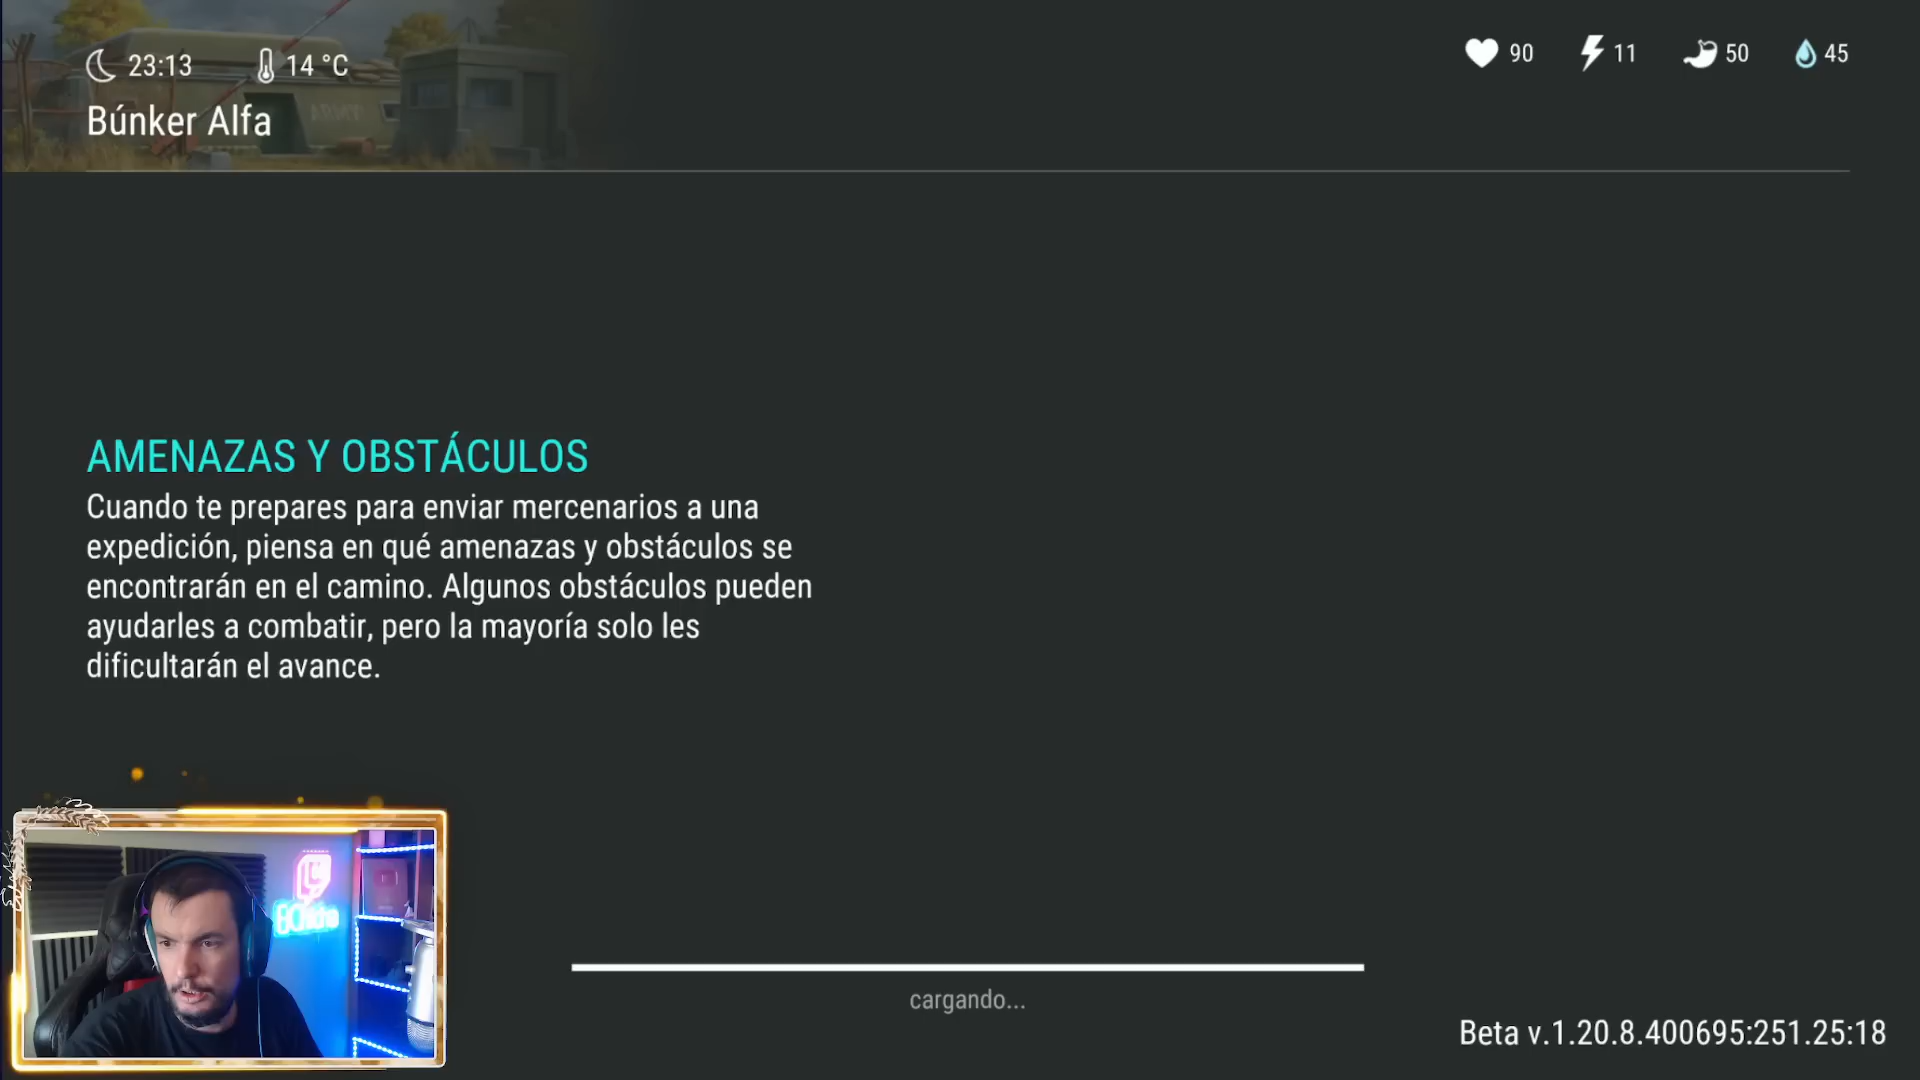 23:13 14 °C
90 11 50 45
Búnker Alfa
AMENAZAS Y OBSTÁCULOS
Cuando te prepares para enviar mercenarios a una
expedición, piensa en qué amenazas y obstáculos se
encontrarán en el camino. Algunos obstáculos pueden
ayudarles a combatir, pero la mayoría solo les
dificultarán el avance.
cargando...
Beta v.1.20.8.400695:251.25:18